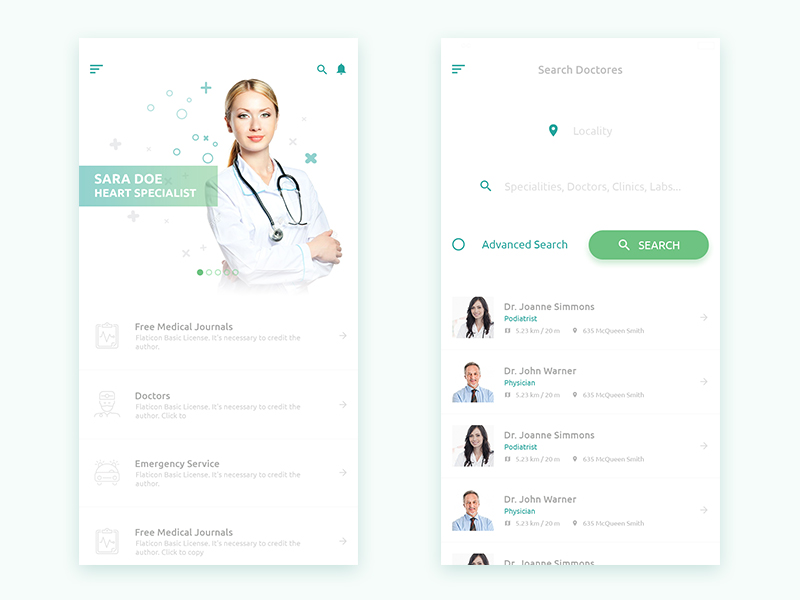 SARA DOE
HEART SPECIALIST
Free Medical Journals
Flaticon Basic License. It's necessary to credit the
author.
Doctors
Flaticon Basic License. It's necessary to credit the
author. Click to
Emergency Service
Flaticon Basic License. It's necessary to credit the
author.
Free Medical Journals
Flaticon Basic License. It's necessary to credit the
author. Click to copy
Search Doctores
Locality
Specialities, Doctors, Clinics, Labs...
Advanced Search
SEARCH
Dr. Joanne Simmons
Podiatrist
5.23 km / 20 m 635 McQueen Smith
Dr. John Warner
Physician
5.23 km / 20 m 635 McQueen Smith
Dr. Joanne Simmons
Podiatrist
5.23 km / 20 m 635 McQueen Smith
Dr. John Warner
Physician
5.23 km / 20 m 635 McQueen Smith
Dr. Joanne Simmons